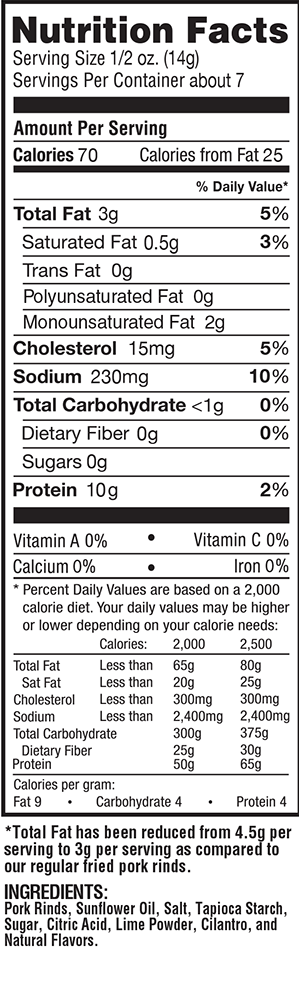 Nutrition Facts
Serving Size 1/2 oz. (14g)
Servings Per Container about 7
Amount Per Serving
Calories 70 Calories from Fat 25
% Daily Value*
Total Fat 3g 5%
Saturated Fat 0.5g 3%
Trans Fat 0g
Polyunsaturated Fat 0g
Monounsaturated Fat 2g
Cholesterol 15mg 5%
Sodium 230mg 10%
Total Carbohydrate <1g 0%
Dietary Fiber 0g 0%
Sugars 0g
Protein 10g 2%
Vitamin A 0% • Vitamin C 0%
Calcium 0% • Iron 0%
* Percent Daily Values are based on a 2,000
calorie diet. Your daily values may be higher
or lower depending on your calorie needs:
Calories: 2,000 2,500
Total Fat Less than 65g 80g
Sat Fat Less than 20g 25g
Cholesterol Less than 300mg 300mg
Sodium Less than 2,400mg 2,400mg
Total Carbohydrate 300g 375g
Dietary Fiber 25g 30g
Protein 50g 65g
Calories per gram:
Fat 9 • Carbohydrate 4 • Protein 4
*Total Fat has been reduced from 4.5g per
serving to 3g per serving as compared to
our regular fried pork rinds.
INGREDIENTS:
Pork Rinds, Sunflower Oil, Salt, Tapioca Starch,
Sugar, Citric Acid, Lime Powder, Cilantro, and
Natural Flavors.